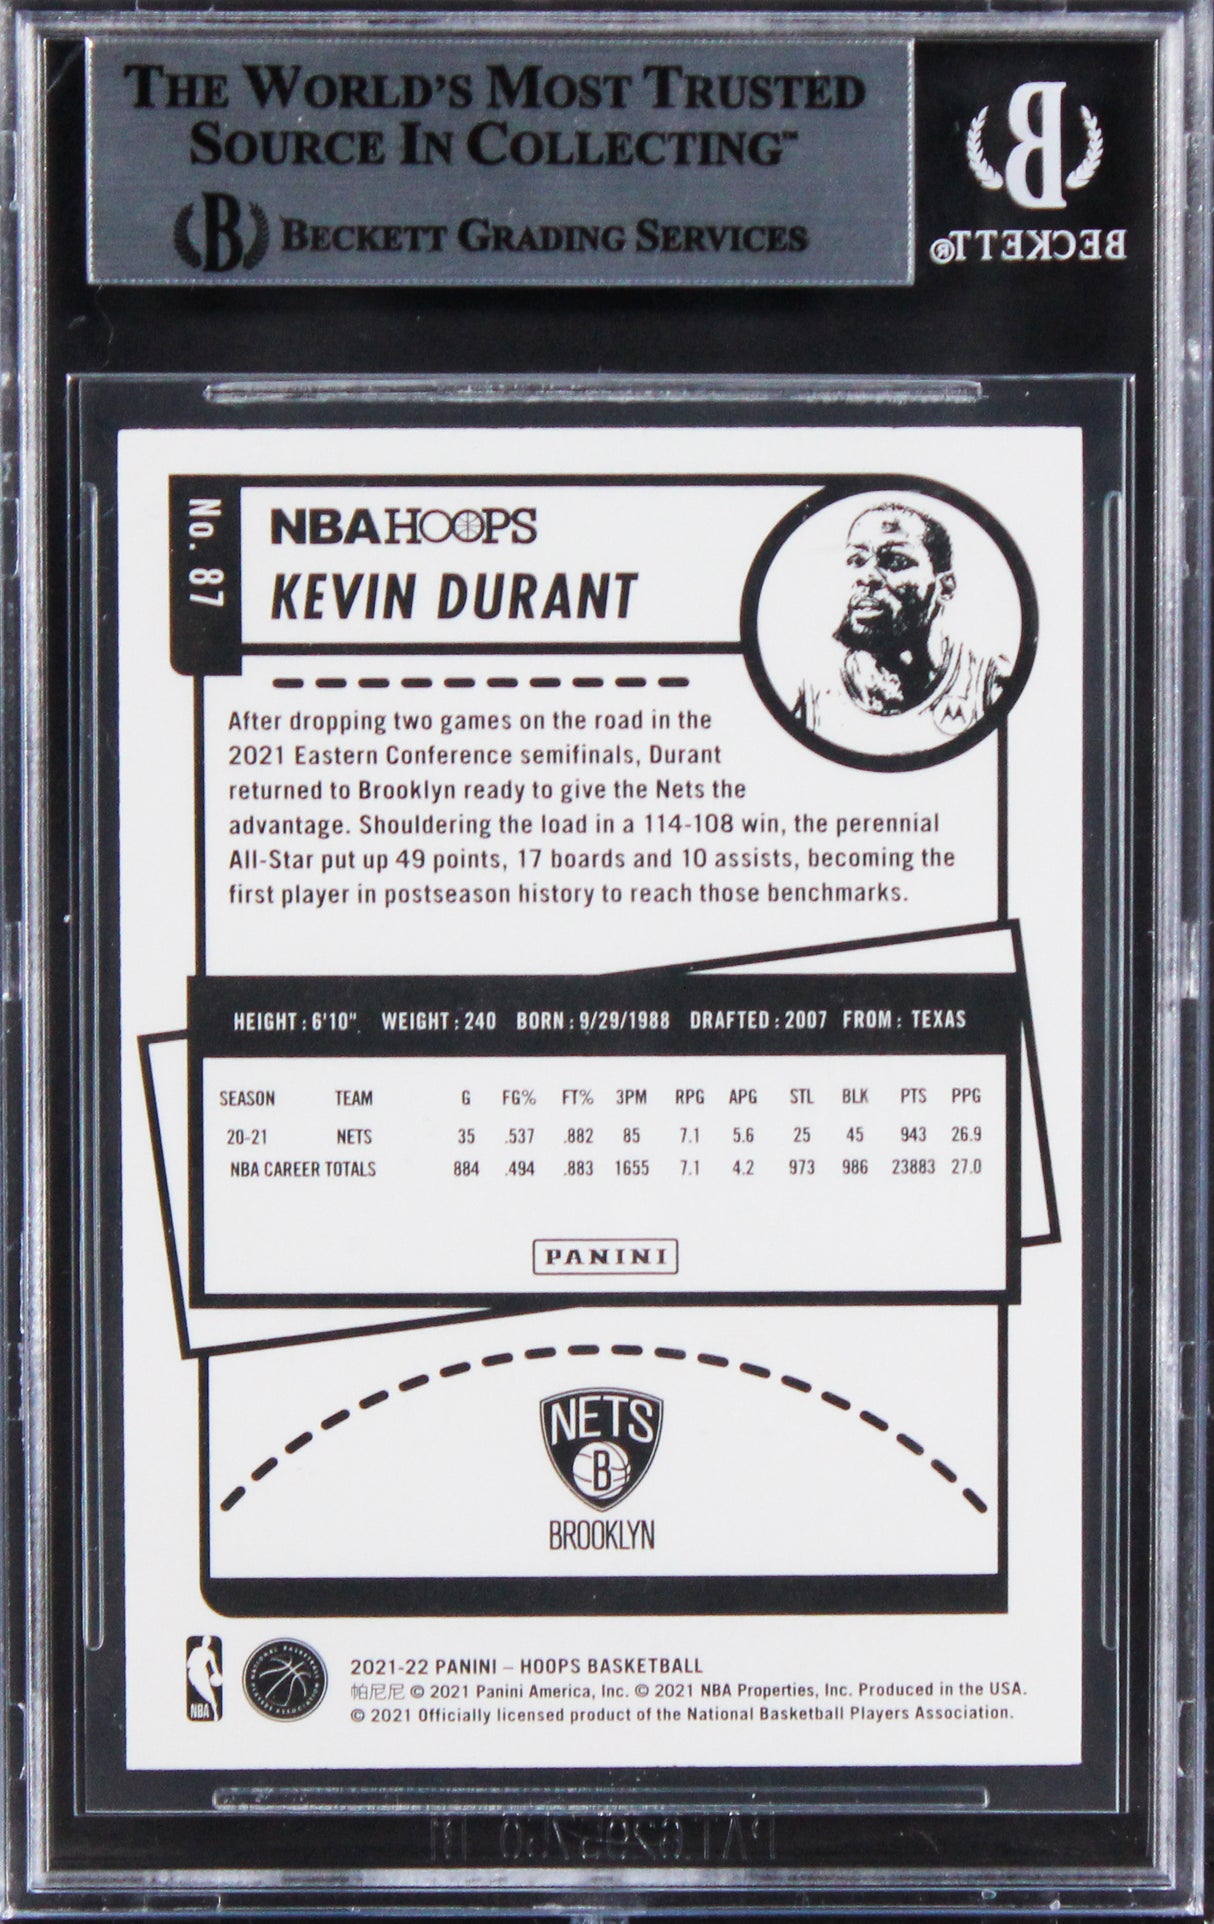 THE WORLD'S MOST TRUSTED
SOURCE IN COLLECTING™
B BECKETT GRADING SERVICES
B
BECKETT®
No. 87
NBA HOOPS
KEVIN DURANT
After dropping two games on the road in the
2021 Eastern Conference semifinals, Durant
returned to Brooklyn ready to give the Nets the
advantage. Shouldering the load in a 114-108 win, the perennial
All-Star put up 49 points, 17 boards and 10 assists, becoming the
first player in postseason history to reach those benchmarks.
HEIGHT: 6'10" WEIGHT: 240 BORN: 9/29/1988 DRAFTED: 2007 FROM: TEXAS
SEASON TEAM G FG% FT% 3PM RPG APG STL BLK PTS PPG
20-21 NETS 35 .537 .882 85 7.1 5.6 25 45 943 26.9
NBA CAREER TOTALS 884 .494 .883 1655 7.1 4.2 973 986 23883 27.0
PANINI
NETS
B
BROOKLYN
NBA
NATIONAL BASKETBALL PLAYERS ASSOCIATION
2021-22 PANINI – HOOPS BASKETBALL
帕尼尼 © 2021 Panini America, Inc. © 2021 NBA Properties, Inc. Produced in the USA.
© 2021 Officially licensed product of the National Basketball Players Association.